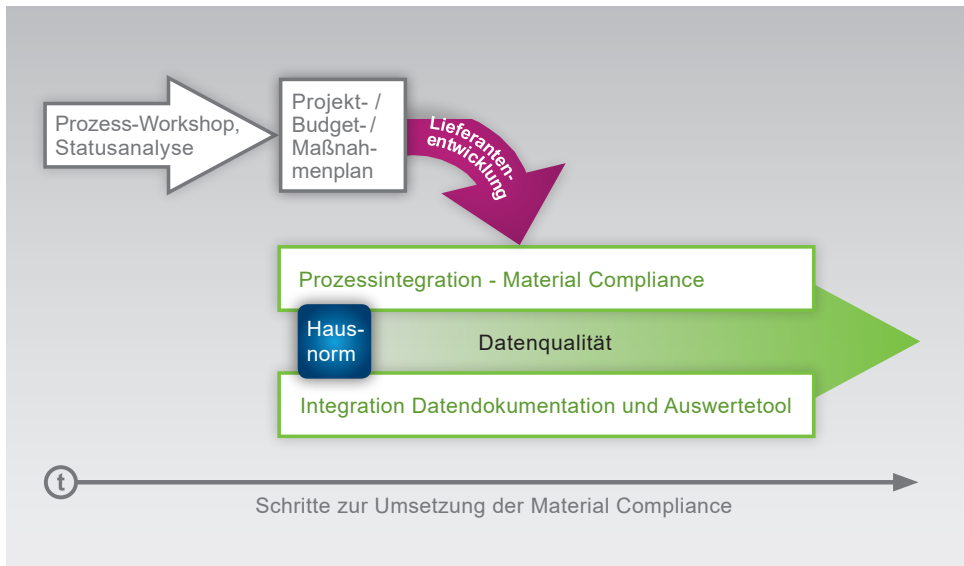 Prozess-Workshop,
Statusanalyse
Projekt- /
Budget- /
Maßnah-
menplan
Lieferanten-
entwicklung
Prozessintegration - Material Compliance
Haus-
norm
Datenqualität
Integration Datendokumentation und Auswertetool
t
Schritte zur Umsetzung der Material Compliance